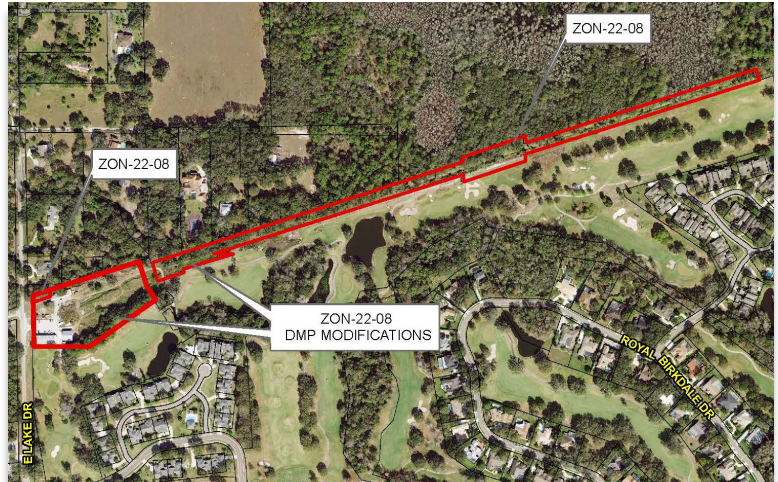 ZON-22-08
ZON-22-08
ZON-22-08
DMP MODIFICATIONS
ROYAL BIRKDALE DR
E LAKE DR